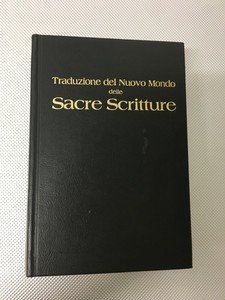 Traduzione del Nuovo Mondo
delle
Sacre Scritture